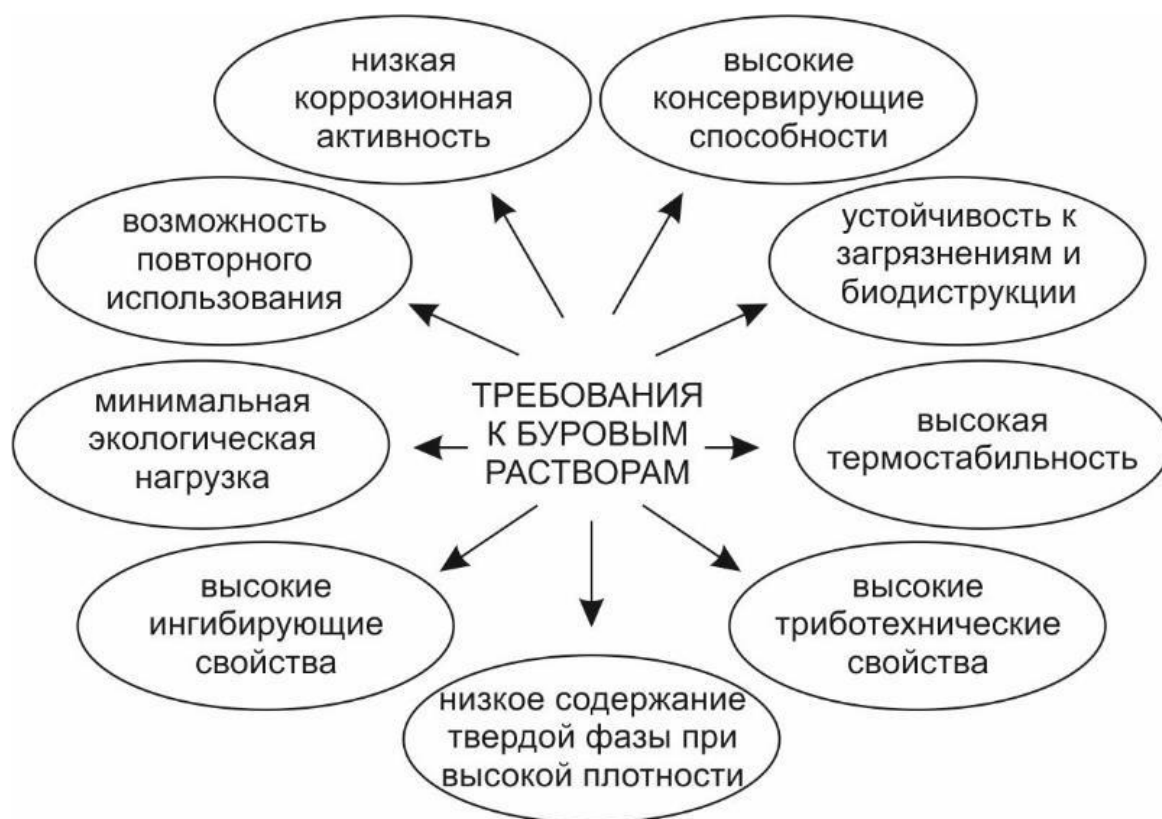 низкая
коррозионная
активность
высокие
консервирующие
способности
возможность
повторного
использования
устойчивость к
загрязнениям и
биодиструкции
ТРЕБОВАНИЯ
К БУРОВЫМ
РАСТВОРАМ
минимальная
экологическая
нагрузка
высокая
термостабильность
высокие
ингибирующие
свойства
высокие
триботехнические
свойства
низкое содержание
твердой фазы при
высокой плотности